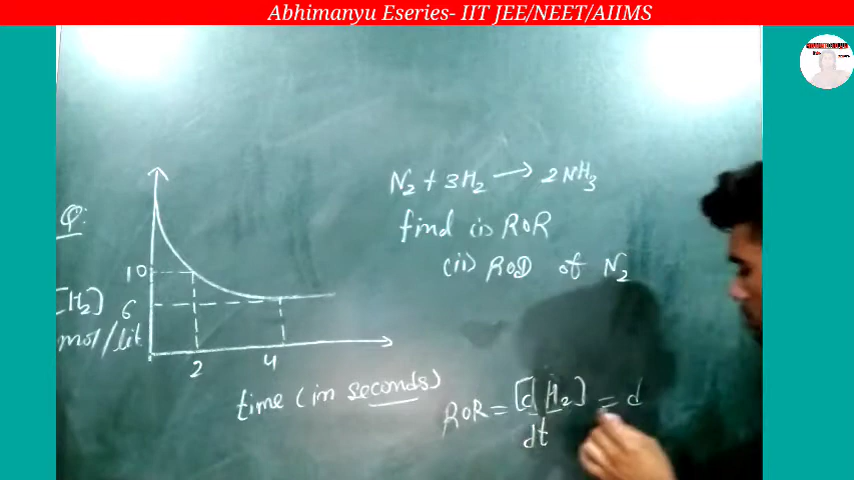 Abhimanyu Eseries- IIT JEE/NEET/AIIMS
N₂ + 3H₂ → 2NH₃
Q:
find (i) ROR
(ii) ROD of N₂
10
[H₂] 6
mol/lit
2 4
time (in seconds)
ROR = [d H₂] = d
dt